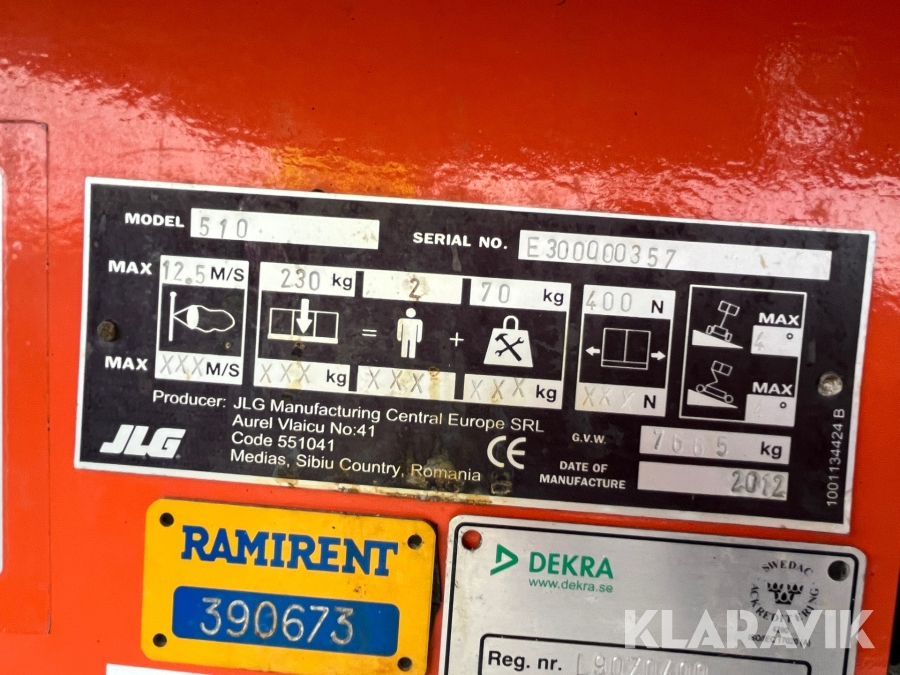 MODEL 510
SERIAL NO. E300000357
MAX 12.5 M/S 230 kg 2 70 kg 400 N
MAX 4°
= +
MAX XXX M/S XXX kg XXX XXX kg XXX N
MAX 4°
Producer: JLG Manufacturing Central Europe SRL
Aurel Vlaicu No:41
Code 551041
Medias, Sibiu Country, Romania
JLG
CE
G.V.W. kg
DATE OF
MANUFACTURE 2012
1001134424 B
RAMIRENT
390673
DEKRA
www.dekra.se
SWEDAC
ACKREDITERING
Reg. nr.
KLARAVIK